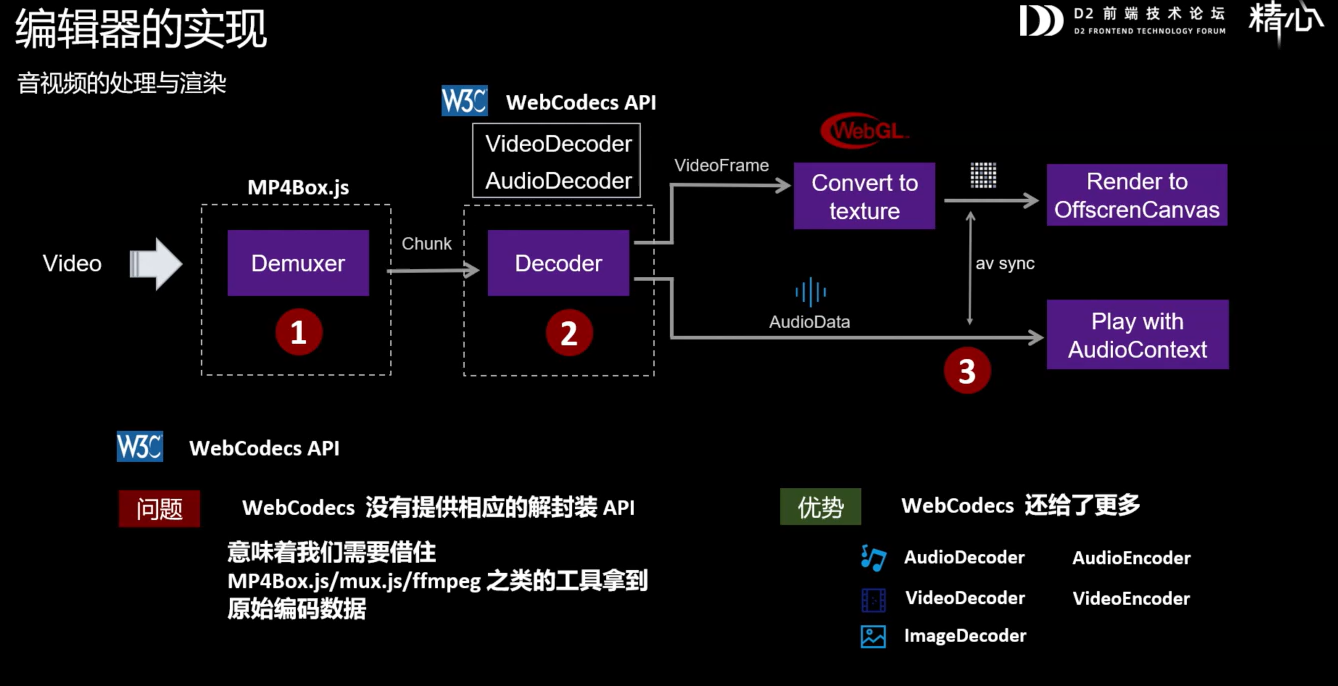 编辑器的实现
D2 前端技术论坛
D2 FRONTEND TECHNOLOGY FORUM
精心
音视频的处理与渲染
W3C WebCodecs API
VideoDecoder
AudioDecoder
MP4Box.js
Video
Demuxer
1
Chunk
Decoder
2
VideoFrame
WebGL
Convert to
texture
Render to
OffscrenCanvas
av sync
AudioData
3
Play with
AudioContext
W3C WebCodecs API
问题 WebCodecs 没有提供相应的解封装 API
意味着我们需要借住
MP4Box.js/mux.js/ffmpeg 之类的工具拿到
原始编码数据
优势 WebCodecs 还给了更多
AudioDecoder AudioEncoder
VideoDecoder VideoEncoder
ImageDecoder